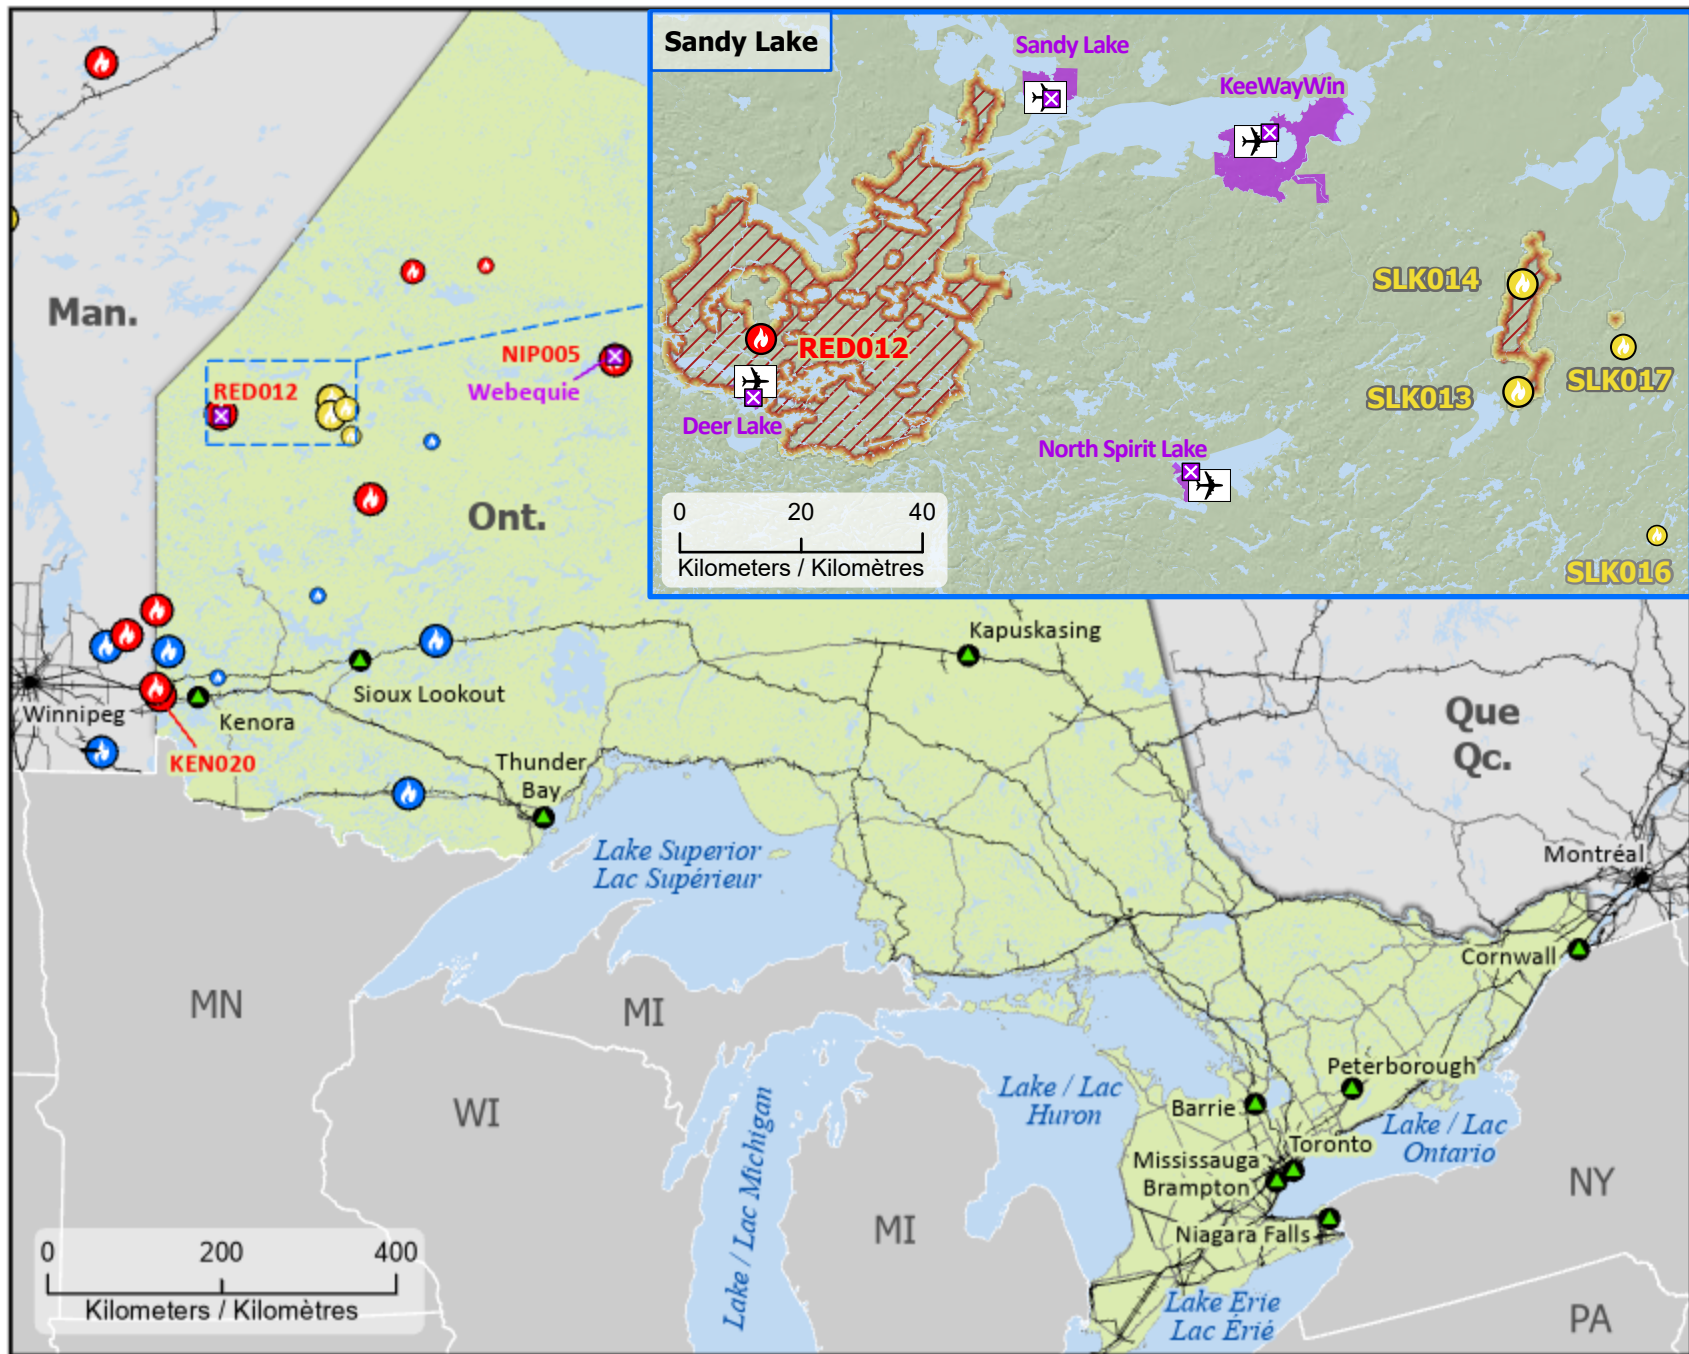 Sandy Lake
Sandy Lake
KeeWayWin
SLK014
RED012
SLK017
SLK013
Deer Lake
North Spirit Lake
SLK016
0 20 40
Kilometers / Kilomètres
Man.
NIP005
Webequie
RED012
Ont.
Kapuskasing
Sioux Lookout
Winnipeg
Kenora
KEN020
Thunder
Bay
Que
Qc.
Lake Superior
Lac Supérieur
Montréal
Cornwall
MN
MI
WI
Lake / Lac Michigan
Lake / Lac
Huron
Peterborough
Barrie
Lake / Lac
Ontario
Toronto
Mississauga
Brampton
NY
MI
Niagara Falls
0 200 400
Kilometers / Kilomètres
Lake Erie
Lac Érié
PA